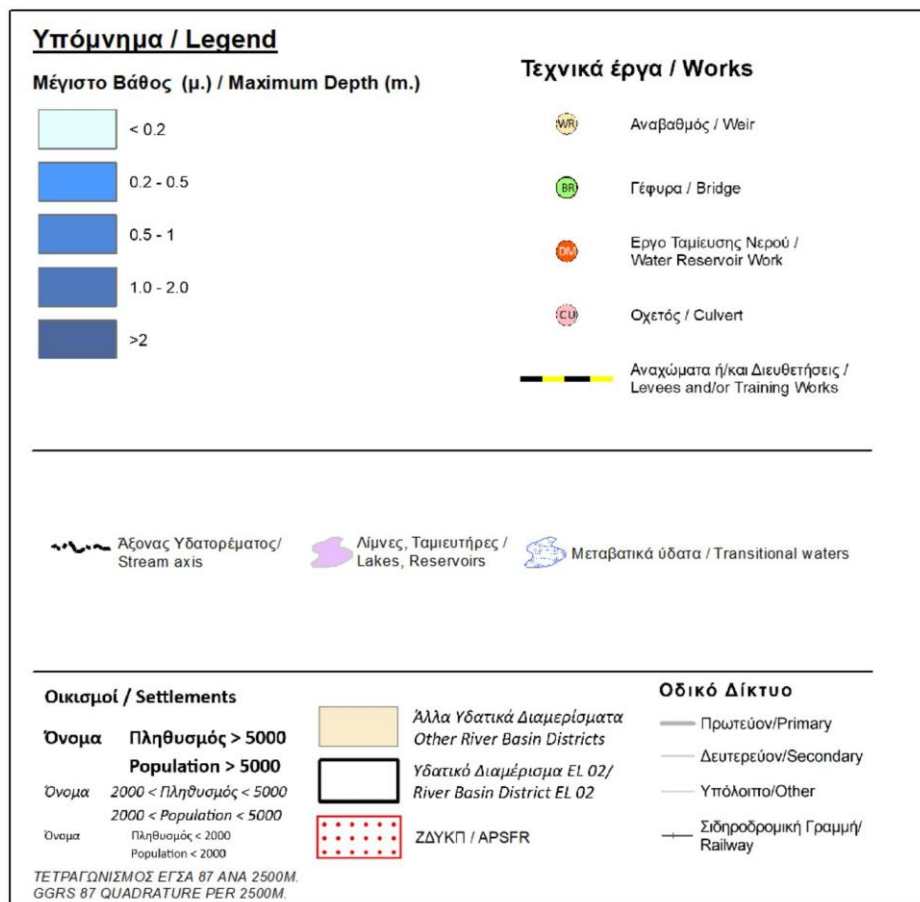 Υπόμνημα / Legend
Μέγιστο Βάθος (μ.) / Maximum Depth (m.)
< 0.2
0.2 - 0.5
0.5 - 1
1.0 - 2.0
>2
Τεχνικά έργα / Works
WR
Αναβαθμός / Weir
BR
Γέφυρα / Bridge
DM
Εργο Ταμίευσης Νερού /
Water Reservoir Work
CU
Οχετός / Culvert
Αναχώματα ή/και Διευθετήσεις /
Levees and/or Training Works
Άξονας Υδατορέματος/
Stream axis
Λίμνες, Ταμιευτήρες /
Lakes, Reservoirs
Μεταβατικά ύδατα / Transitional waters
Οικισμοί / Settlements
Όνομα Πληθυσμός > 5000
Population > 5000
Όνομα 2000 < Πληθυσμός < 5000
2000 < Population < 5000
Όνομα Πληθυσμός < 2000
Population < 2000
ΤΕΤΡΑΓΩΝΙΣΜΟΣ ΕΓΣΑ 87 ΑΝΑ 2500Μ.
GGRS 87 QUADRATURE PER 2500M.
Άλλα Υδατικά Διαμερίσματα
Other River Basin Districts
Υδατικό Διαμέρισμα EL 02/
River Basin District EL 02
ΖΔΥΚΠ / APSFR
Οδικό Δίκτυο
Πρωτεύον/Primary
Δευτερεύον/Secondary
Υπόλοιπο/Other
Σιδηροδρομική Γραμμή/
Railway